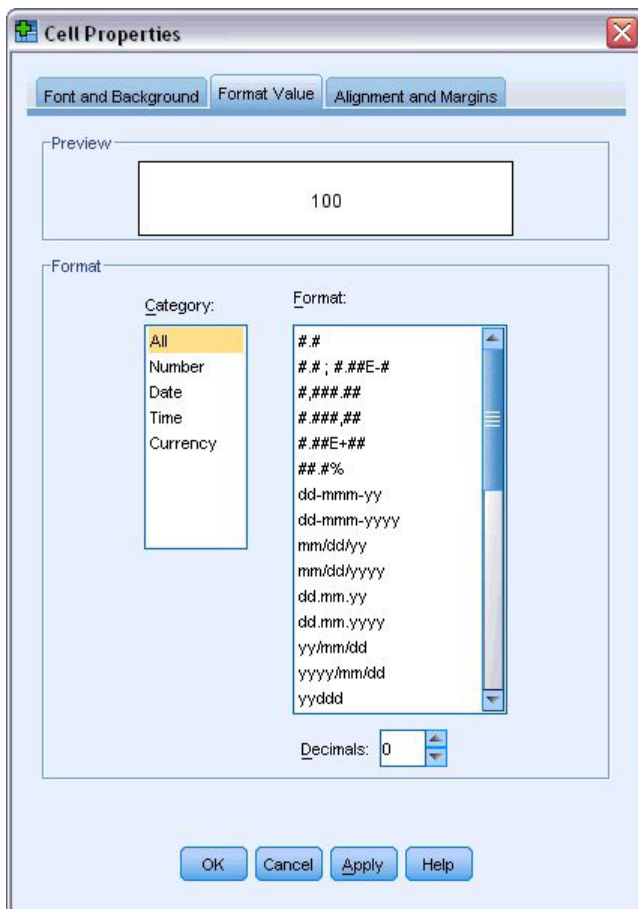 Cell Properties
Font and Background
Format Value
Alignment and Margins
Preview
100
Format
Category:
All
Number
Date
Time
Currency
Format:
#.#
#.# ; #.##E-#
#,###.##
#.###,##
#.##E+##
##.#%
dd-mmm-yy
dd-mmm-yyyy
mm/dd/yy
mm/dd/yyyy
dd.mm.yy
dd.mm.yyyy
yy/mm/dd
yyyy/mm/dd
yyddd
Decimals: 0
OK
Cancel
Apply
Help